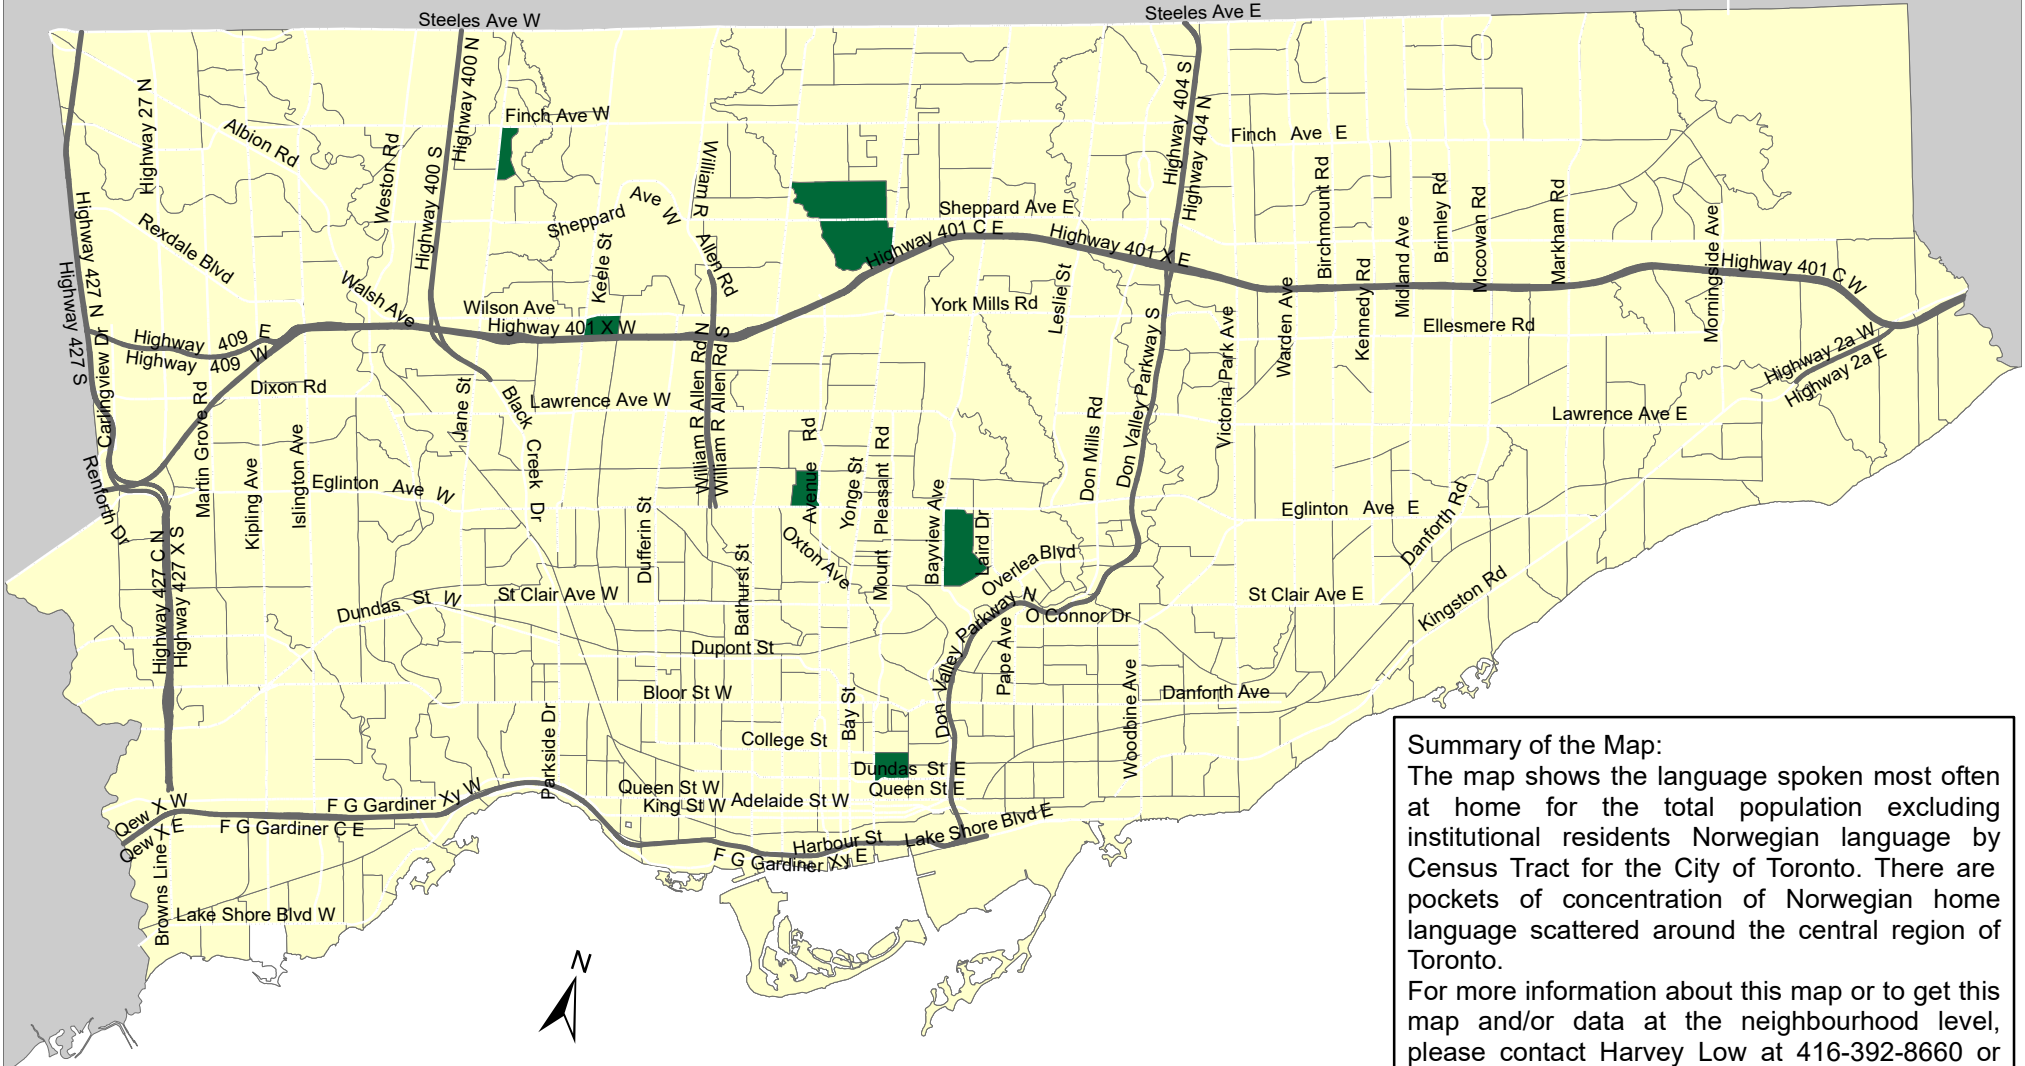 Steeles Ave W
Steeles Ave E
Highway 400 N
Highway 404 S
Highway 27 N
Finch Ave W
Albion Rd
Finch Ave E
Weston Rd
Highway 400 S
William R Allen Rd
Highway 404 N
Birchmount Rd
Brimley Rd
Mccowan Rd
Markham Rd
Midland Ave
Morningside Ave
Sheppard Ave W
Sheppard Ave E
Highway 427 N
Rexdale Blvd
Keele St
Highway 401 C E
Highway 401 X E
Highway 401 C W
Highway 427 S
Walsh Ave
Leslie St
Kennedy Rd
Warden Ave
Wilson Ave
York Mills Rd
Highway 401 X W
Ellesmere Rd
Highway 409 E
Highway 409 W
Carlingview Dr
Don Valley Parkway S
Victoria Park Ave
Highway 2a W
Highway 2a E
Dixon Rd
Martin Grove Rd
Jane St
Black Creek Dr
Lawrence Ave W
William R Allen Rd N
William R Allen Rd S
Lawrence Ave E
Don Mills Rd
Avenue Rd
Mount Pleasant Rd
Yonge St
Islington Ave
Kipling Ave
Renforth Dr
Eglinton Ave W
Bayview Ave
Laird Dr
Eglinton Ave E
Danforth Rd
Dufferin St
Oxton Ave
Bathurst St
Overlea Blvd
Highway 427 C N
Highway 427 X S
Dundas St W
St Clair Ave W
St Clair Ave E
Kingston Rd
O Connor Dr
Don Valley Parkway N
Pape Ave
Dupont St
Bloor St W
Danforth Ave
Woodbine Ave
Bay St
Parkside Dr
College St
Dundas St E
Queen St W
Queen St E
King St W
Adelaide St W
Qew X W
Qew X E
F G Gardiner Xy W
F G Gardiner C E
Harbour St
Lake Shore Blvd E
F G Gardiner Xy E
Browns Line
Lake Shore Blvd W
N
Summary of the Map:
The map shows the language spoken most often
at home for the total population excluding
institutional residents Norwegian language by
Census Tract for the City of Toronto. There are
pockets of concentration of Norwegian home
language scattered around the central region of
Toronto.
For more information about this map or to get this
map and/or data at the neighbourhood level,
please contact Harvey Low at 416-392-8660 or